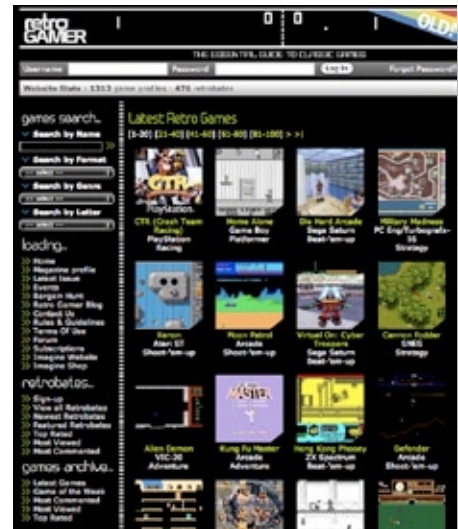 retro
GAMER
0 0
OLD!
THE ESSENTIAL GUIDE TO CLASSIC GAMES
Username
Password
Log In
Forgot Password?
Website Stats : 1313 game profiles : 476 retrobates
games search...
Search by Name
Search by Format
-- select --
Search by Genre
-- select --
Search by Letter
-- select --
loading...
Home
Magazine profile
Latest Issue
Events
Bargain Hunt
Retro Gamer Blog
Contact Us
Rules & Guidelines
Terms Of Use
Forum
Subscriptions
Imagine Website
Imagine Shop
retrobates...
Sign-up
View all Retrobates
Newest Retrobates
Featured Retrobates
Top Rated
Most Viewed
Most Commented
games archive...
Latest Games
Game of the Week
Most Commented
Most Viewed
Top Rated
Latest Retro Games
[1-20] [21-40] [41-60] [61-80] [81-100] > >|
CTR
PlayStation
CTR (Crash Team
Racing)
PlayStation
Racing
Home Alone
Game Boy
Platformer
Die Hard Arcade
Sega Saturn
Beat-'em-up
Military Madness
PC Eng/Turbografx-
16
Strategy
Xenon
Atari ST
Shoot-'em-up
Moon Patrol
Arcade
Shoot-'em-up
Virtual On: Cyber
Troopers
Sega Saturn
Beat-'em-up
Cannon Fodder
SNES
Strategy
Alien Demon
VIC-20
Adventure
MASTER
Kung Fu Master
Arcade
Adventure
Hong Kong Phooey
ZX Spectrum
Beat-'em-up
Defender
Arcade
Shoot-'em-up